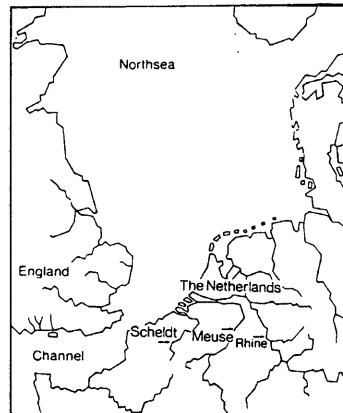 Northsea
England
The Netherlands
Scheldt
Meuse
Rhine
Channel